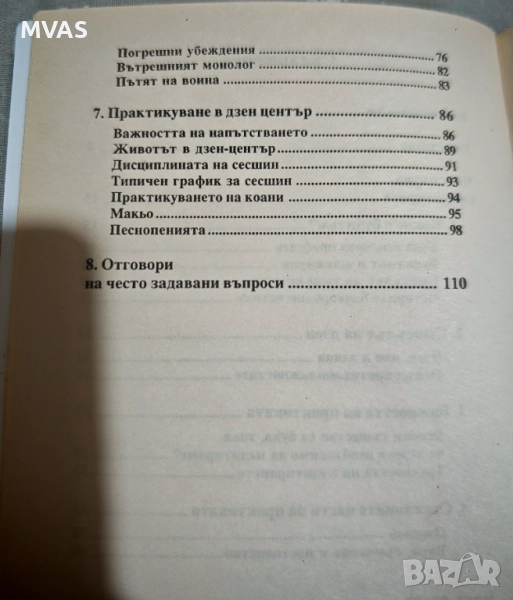 MVAS
Погрешни убеждения ........ 76
Вътрешният монолог ........ 82
Пътят на воина ........ 83
7. Практикуване в дзен център ........ 86
Важността на напътстването ........ 86
Животът в дзен-център ........ 89
Дисциплината на сесшин ........ 91
Типичен график за сесшин ........ 93
Практикуването на коани ........ 94
Макьо ........ 95
Песнопенията ........ 98
8. Отговори
на често задавани въпроси ........ 110
BAZAR